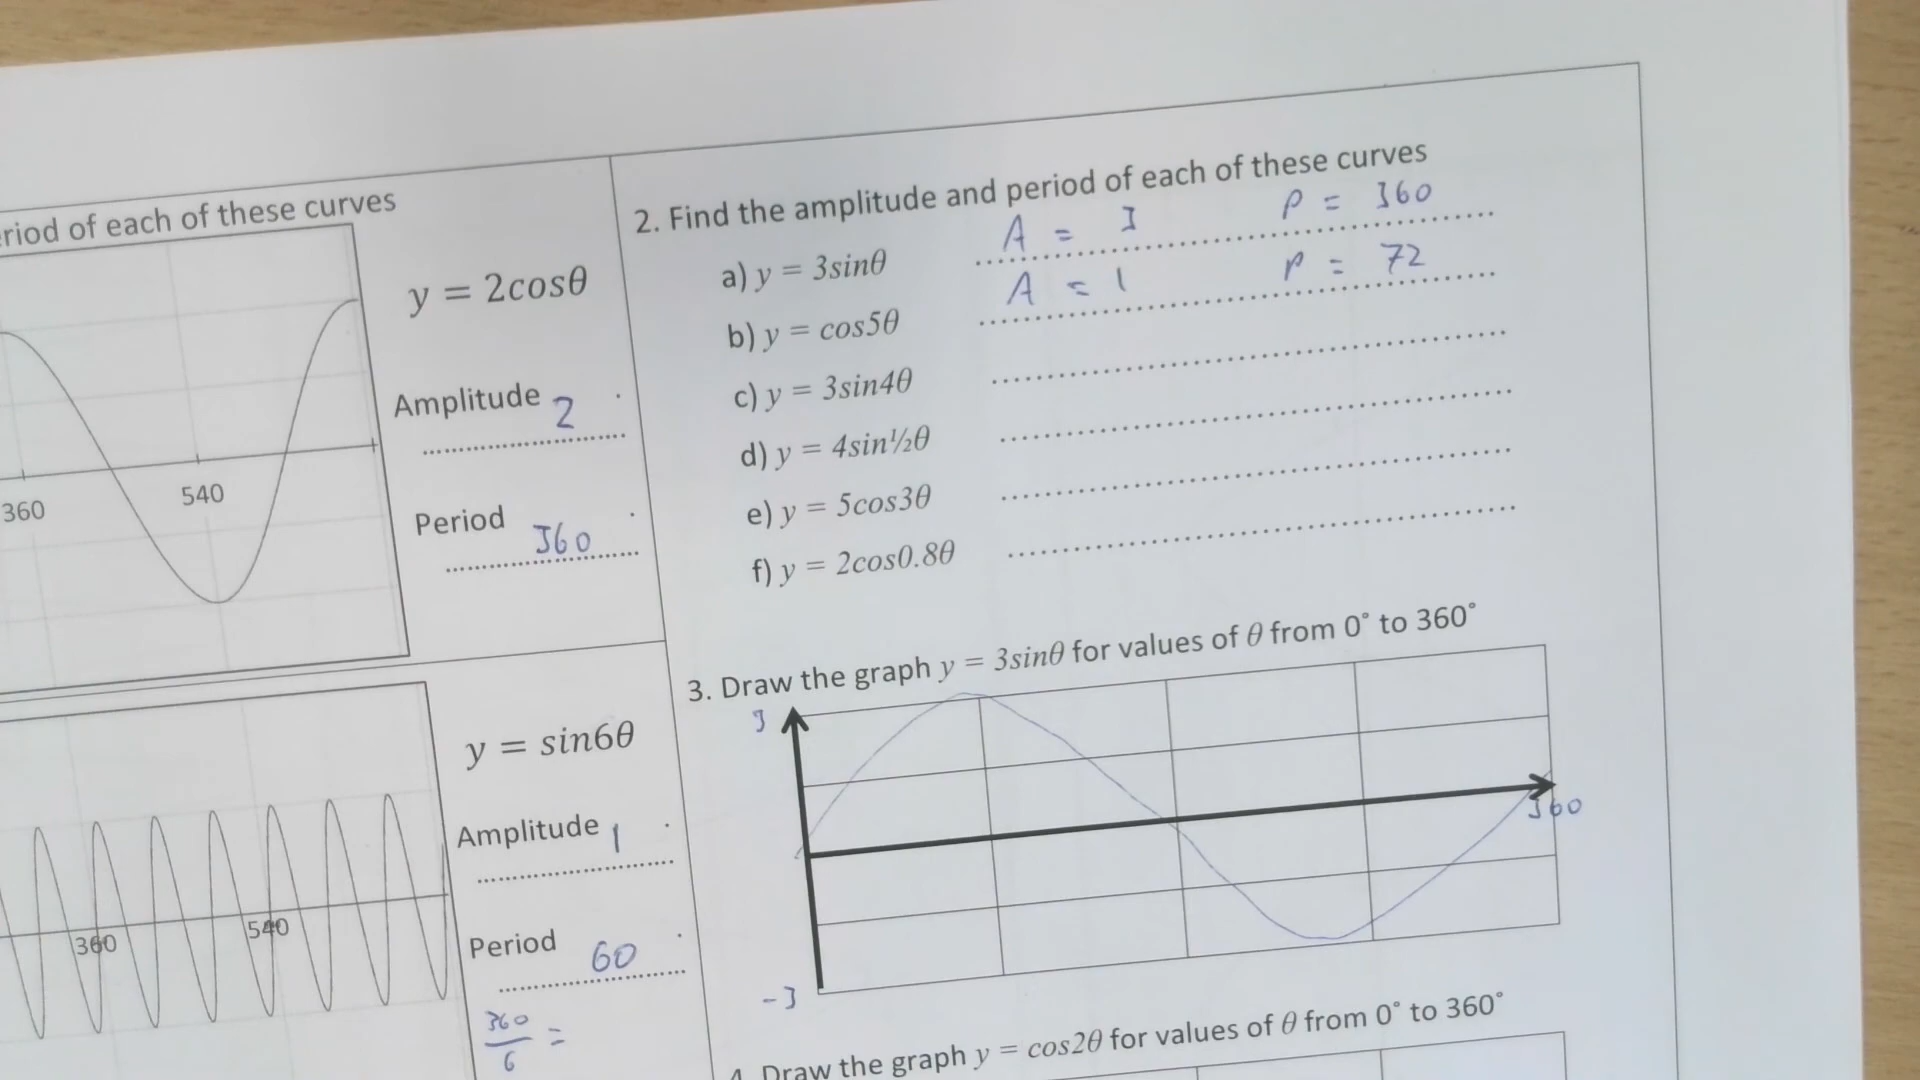 riod of each of these curves
y = 2cosθ
Amplitude 2
Period 360
360
540
y = sin6θ
Amplitude 1
Period 60
360/6 =
360
540
2. Find the amplitude and period of each of these curves
a) y = 3sinθ A = 3 P = 360
b) y = cos5θ A = 1 P = 72
c) y = 3sin4θ
d) y = 4sin½θ
e) y = 5cos3θ
f) y = 2cos0.8θ
3. Draw the graph y = 3sinθ for values of θ from 0° to 360°
3
360
-3
4. Draw the graph y = cos2θ for values of θ from 0° to 360°